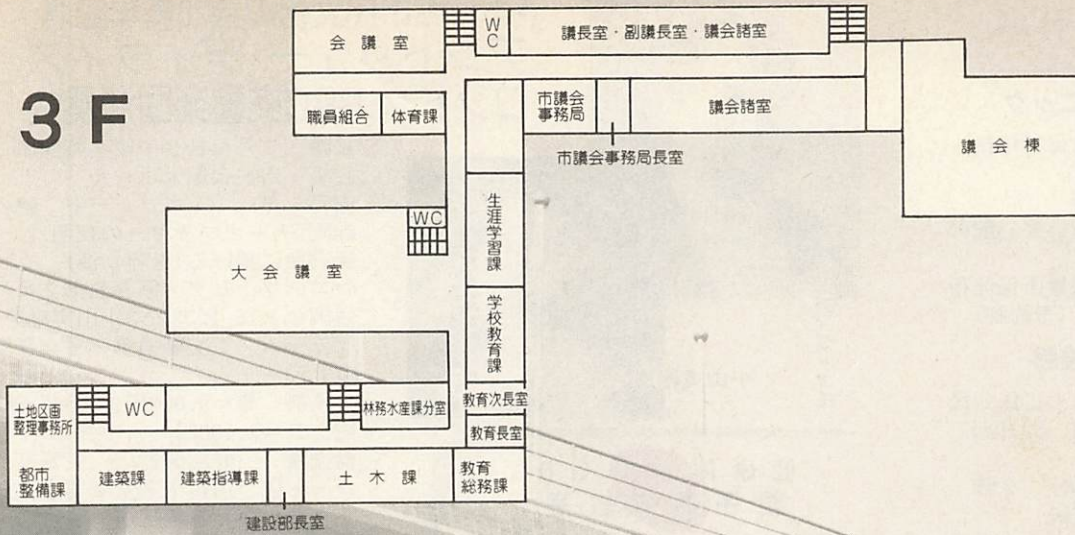 3F
会議室
WC
議長室・副議長室・議会諸室
職員組合
体育課
市議会
事務局
議会諸室
市議会事務局長室
議会棟
生涯学習課
WC
大会議室
学校教育課
土地区画
整理事務所
WC
林務水産課分室
教育次長室
教育長室
都市
整備課
建築課
建築指導課
土木課
教育
総務課
建設部長室